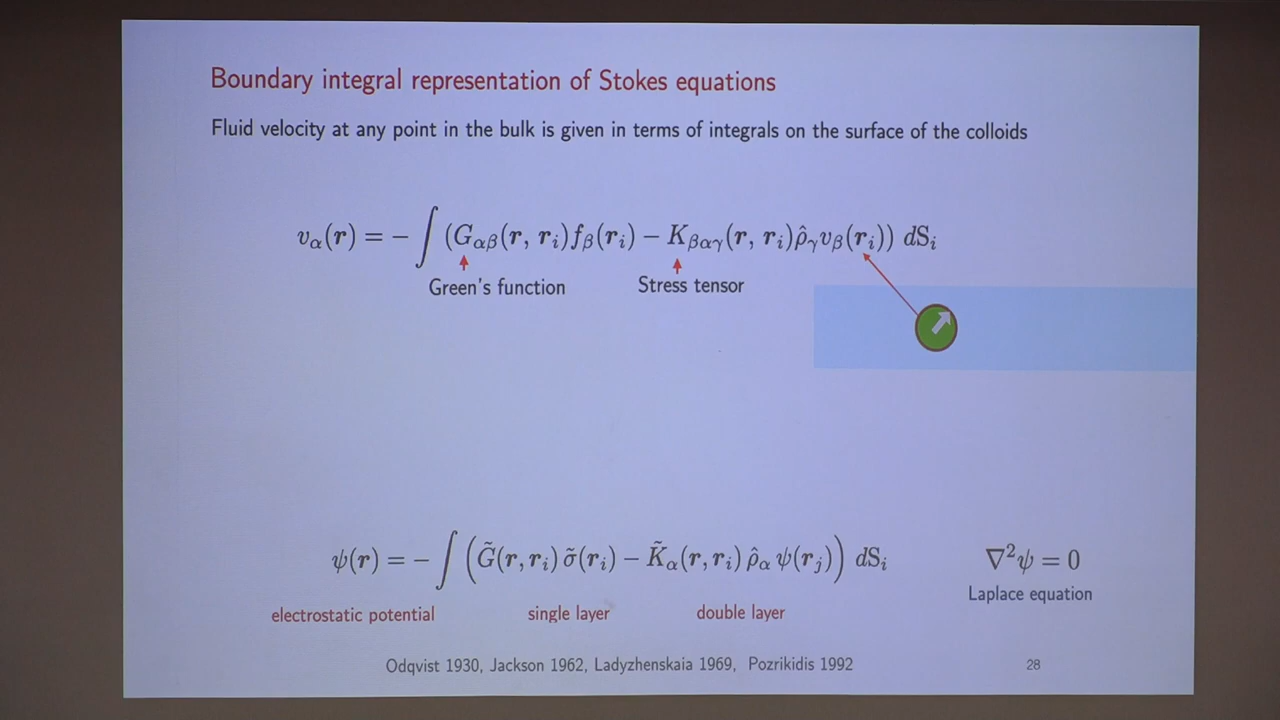 Boundary integral representation of Stokes equations
Fluid velocity at any point in the bulk is given in terms of integrals on the surface of the colloids
v_α(r) = − ∫ (G_αβ(r, r_i) f_β(r_i) − K_βαγ(r, r_i) ρ̂_γ v_β(r_i)) dS_i
Green's function Stress tensor
ψ(r) = − ∫ ( G̃(r, r_i) σ̃(r_i) − K̃_α(r, r_i) ρ̂_α ψ(r_j) ) dS_i ∇²ψ = 0
Laplace equation
electrostatic potential single layer double layer
Odqvist 1930, Jackson 1962, Ladyzhenskaia 1969, Pozrikidis 1992 28